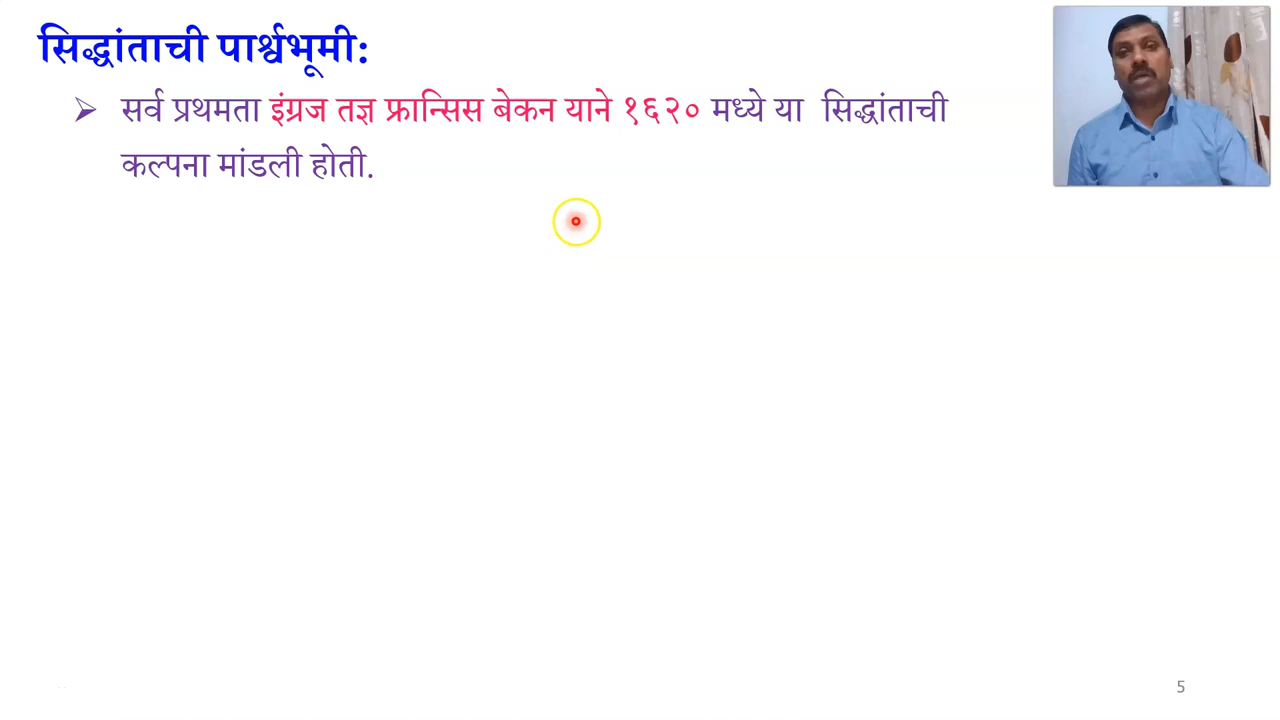 सिद्धांताची पार्श्वभूमी:
➢ सर्व प्रथमता इंग्रज तज्ञ फ्रान्सिस बेकन याने १६२० मध्ये या सिद्धांताची
कल्पना मांडली होती.
5